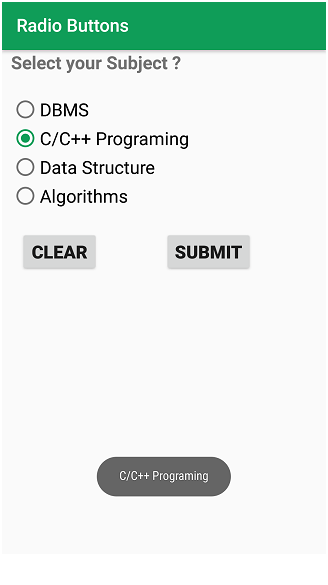 Radio Buttons
Select your Subject ?
DBMS
C/C++ Programing
Data Structure
Algorithms
CLEAR SUBMIT
C/C++ Programing